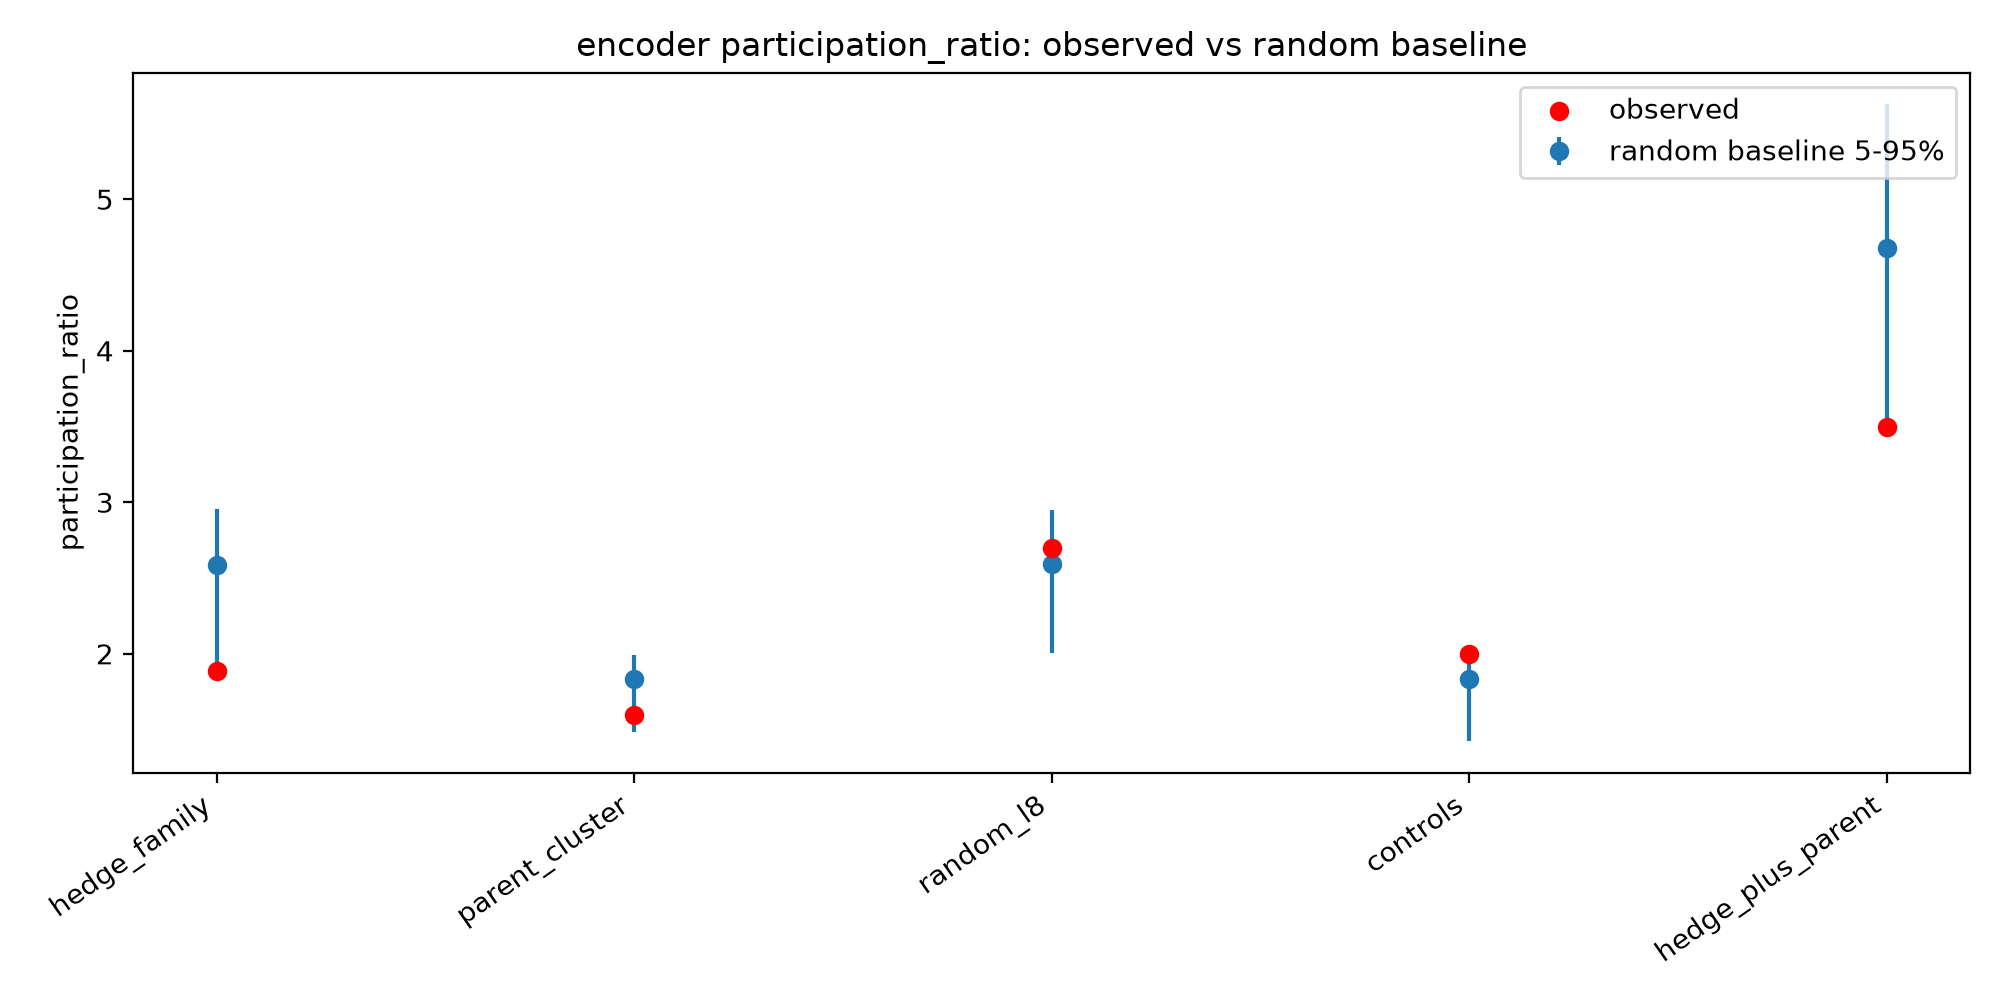 encoder participation_ratio: observed vs random baseline
observed
random baseline 5-95%
participation_ratio
5
4
3
2
hedge_family
parent_cluster
random_l8
controls
hedge_plus_parent